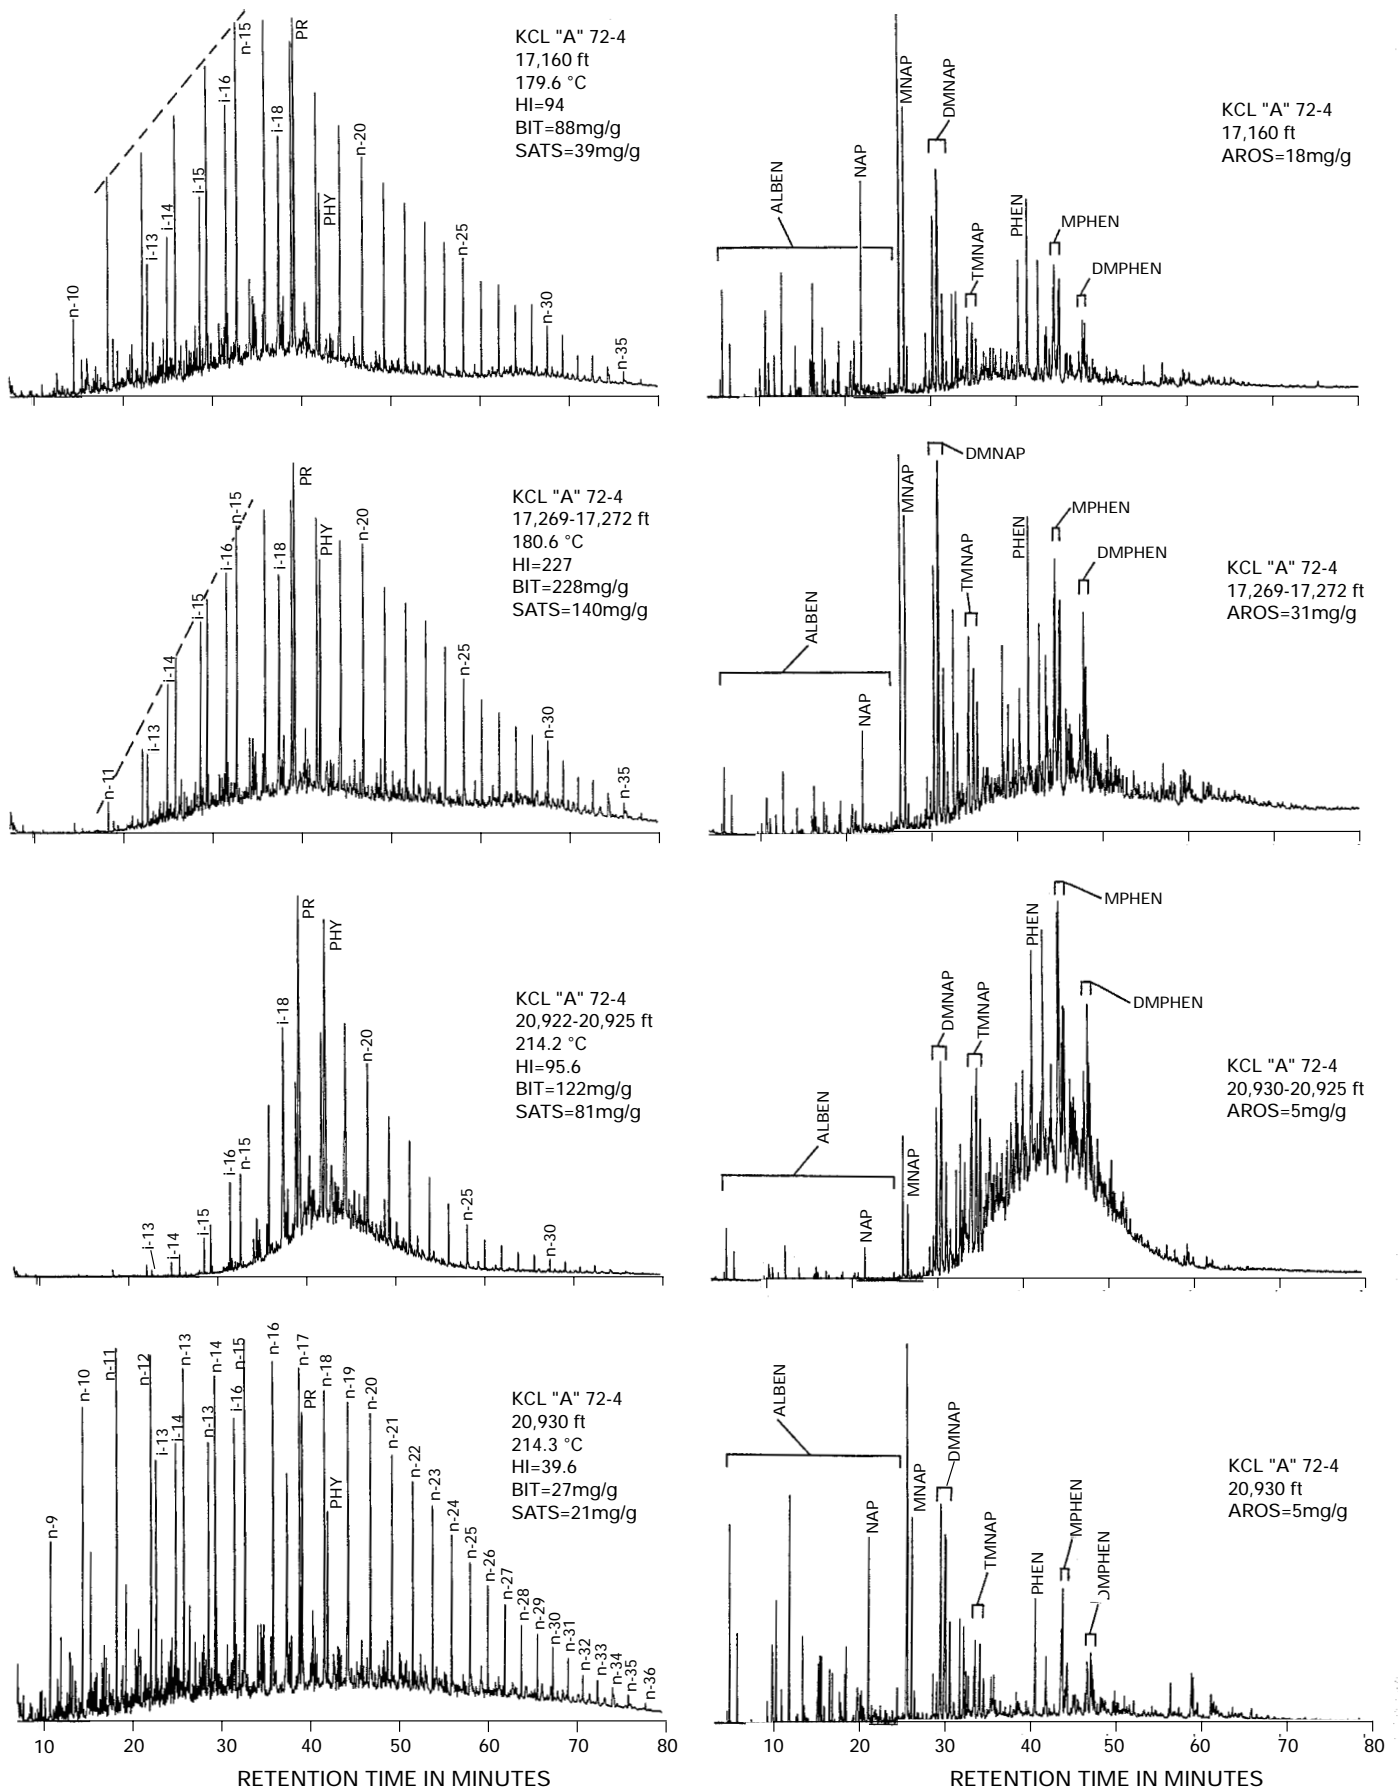 n-10
i-13
i-14
i-15
i-16
n-15
i-18
PR
PHY
n-20
n-25
n-30
n-35
KCL "A" 72-4
17,160 ft
179.6 °C
HI=94
BIT=88mg/g
SATS=39mg/g
ALBEN
NAP
MNAP
DMNAP
TMNAP
PHEN
MPHEN
DMPHEN
KCL "A" 72-4
17,160 ft
AROS=18mg/g
n-11
i-13
i-14
i-15
i-16
n-15
i-18
PR
PHY
n-20
n-25
n-30
n-35
KCL "A" 72-4
17,269-17,272 ft
180.6 °C
HI=227
BIT=228mg/g
SATS=140mg/g
ALBEN
NAP
MNAP
DMNAP
TMNAP
PHEN
MPHEN
DMPHEN
KCL "A" 72-4
17,269-17,272 ft
AROS=31mg/g
i-13
i-14
i-15
i-16
n-15
i-18
PR
PHY
n-20
n-25
n-30
KCL "A" 72-4
20,922-20,925 ft
214.2 °C
HI=95.6
BIT=122mg/g
SATS=81mg/g
ALBEN
NAP
MNAP
DMNAP
TMNAP
PHEN
MPHEN
DMPHEN
KCL "A" 72-4
20,930-20,925 ft
AROS=5mg/g
n-9
n-10
n-11
n-12
i-13
i-14
n-13
n-13
n-14
i-16
n-15
n-16
n-17
PR
n-18
PHY
n-19
n-20
n-21
n-22
n-23
n-24
n-25
n-26
n-27
n-28
n-29
n-30
n-31
n-32
n-33
n-34
n-35
n-36
KCL "A" 72-4
20,930 ft
214.3 °C
HI=39.6
BIT=27mg/g
SATS=21mg/g
ALBEN
NAP
MNAP
DMNAP
TMNAP
PHEN
MPHEN
DMPHEN
KCL "A" 72-4
20,930 ft
AROS=5mg/g
10 20 30 40 50 60 70 80
RETENTION TIME IN MINUTES
10 20 30 40 50 60 70 80
RETENTION TIME IN MINUTES